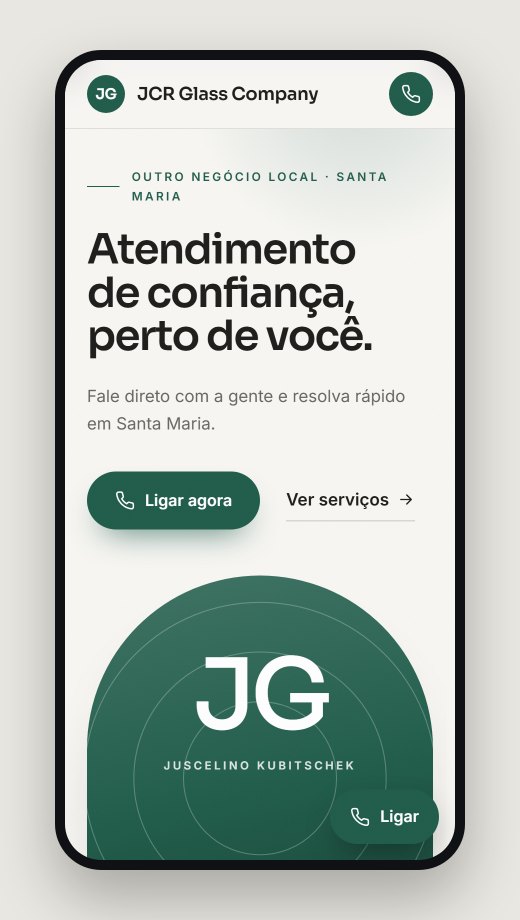 JG JCR Glass Company
OUTRO NEGÓCIO LOCAL · SANTA
MARIA
Atendimento
de confiança,
perto de você.
Fale direto com a gente e resolva rápido
em Santa Maria.
Ligar agora Ver serviços →
JG
JUSCELINO KUBITSCHEK
Ligar